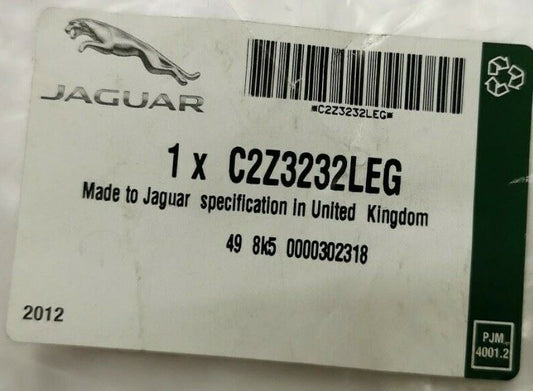 JAGUAR
*C2Z3232LEG*
1 x C2Z3232LEG
Made to Jaguar specification in United Kingdom
49 8k5 0000302318
2012
PJM
4001.2